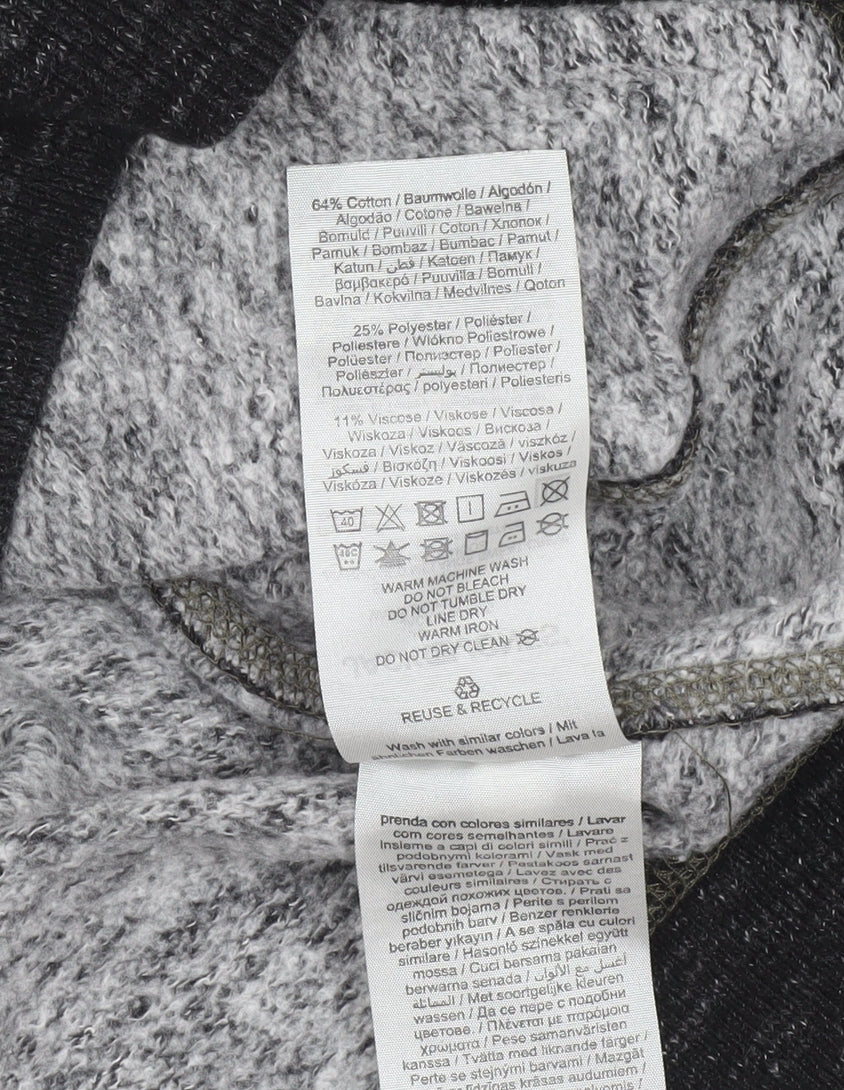 64% Cotton / Baumwolle / Algodón /
Algodão / Cotone / Bawełna /
Bomuld / Puuvill / Coton / Хлопок /
Pamuk / Bombaz / Bumbac / Pamut /
Katun / قطن / Katoen / Памук /
Βαμβακερό / Puuvilla / Bomull /
Bavlna / Kokvilna / Medvilnės / Qoton
25% Polyester / Poliéster /
Poliestere / Włókno Poliestrowe /
Polüester / Полиэстер / Poliester /
Poliészter / بوليستر / Полиестер /
Πολυεστέρας / polyesteri / Poliesteris
11% Viscose / Viskose / Viscosa /
Wiskoza / Viskoos / Вискоза /
Viskoza / Viskoz / Vâscoză / viszkóz /
فسكوز / Βισκόζη / Viskoosi / Viskos /
Viskóza / Viskoze / Viskozės / viskuza
40
40C
WARM MACHINE WASH
DO NOT BLEACH
DO NOT TUMBLE DRY
LINE DRY
WARM IRON
DO NOT DRY CLEAN
REUSE & RECYCLE
Wash with similar colors / Mit
ähnlichen Farben waschen / Lava la
prenda con colores similares / Lavar
com cores semelhantes / Lavare
insieme a capi di colori simili / Prać z
podobnymi kolorami / Vask med
tilsvarende farver / Pestakoos sarnast
värvi esemetega / Lavez avec des
couleurs similaires / Стирать с
одеждой похожих цветов. / Prati sa
sličnim bojama / Perite s perilom
podobnih barv / Benzer renklerle
beraber yıkayın / A se spăla cu culori
similare / Hasonló színekkel együtt
mossa / Cuci bersama pakaian
berwarna senada / اغسل مع الألوان
المماثلة / Met soortgelijke kleuren
wassen / Да се пере с подобни
цветове. / Πλένεται με παρόμοια
χρώματα / Pese samanväristen
kanssa / Tvätta med liknande färger /
Perte se stejnými barvami / Mazgāt
līdzīgas krāsas audumiem /